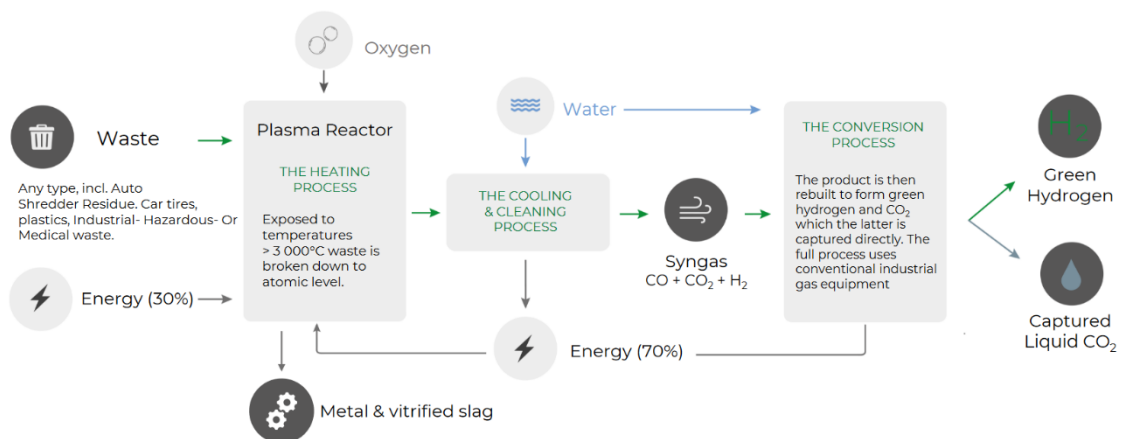 Oxygen
Waste
Any type, incl. Auto
Shredder Residue. Car tires,
plastics, Industrial- Hazardous- Or
Medical waste.
Energy (30%)
Plasma Reactor
THE HEATING
PROCESS
Exposed to
temperatures
> 3 000°C waste is
broken down to
atomic level.
Metal & vitrified slag
Water
THE COOLING
& CLEANING
PROCESS
Energy (70%)
Syngas
CO + CO₂ + H₂
THE CONVERSION
PROCESS
The product is then
rebuilt to form green
hydrogen and CO₂
which the latter is
captured directly. The
full process uses
conventional industrial
gas equipment
H₂
Green
Hydrogen
Captured
Liquid CO₂